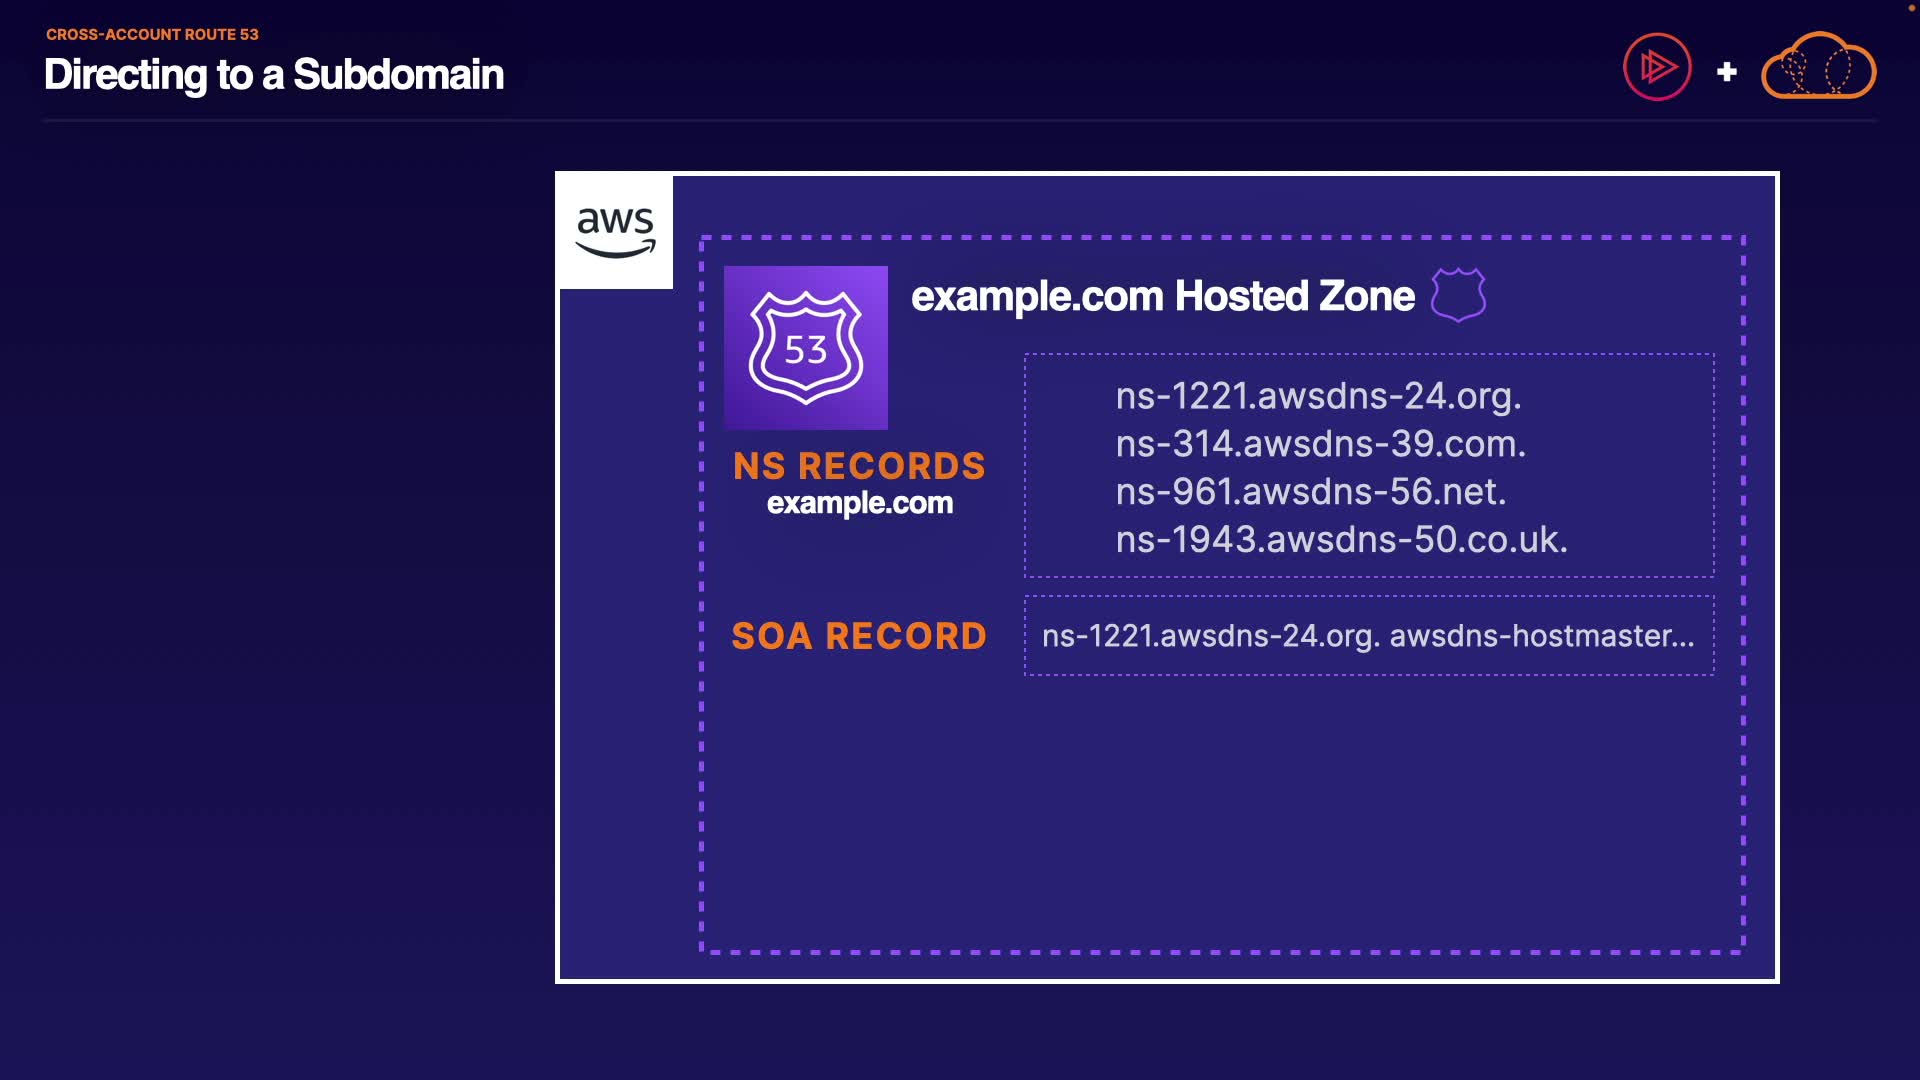 CROSS-ACCOUNT ROUTE 53
Directing to a Subdomain
+
aws
53
example.com Hosted Zone
NS RECORDS
example.com
ns-1221.awsdns-24.org.
ns-314.awsdns-39.com.
ns-961.awsdns-56.net.
ns-1943.awsdns-50.co.uk.
SOA RECORD
ns-1221.awsdns-24.org. awsdns-hostmaster...